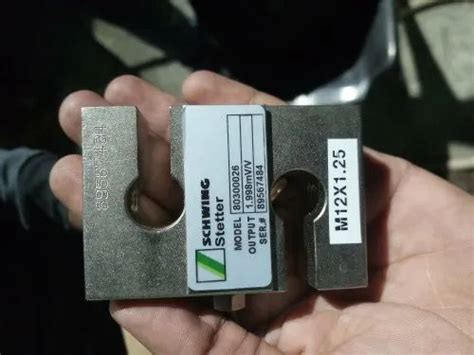 SCHWING
Stetter
MODEL 80300026
OUTPUT 1,998mV/V
SER.# 89567484
M12X1.25